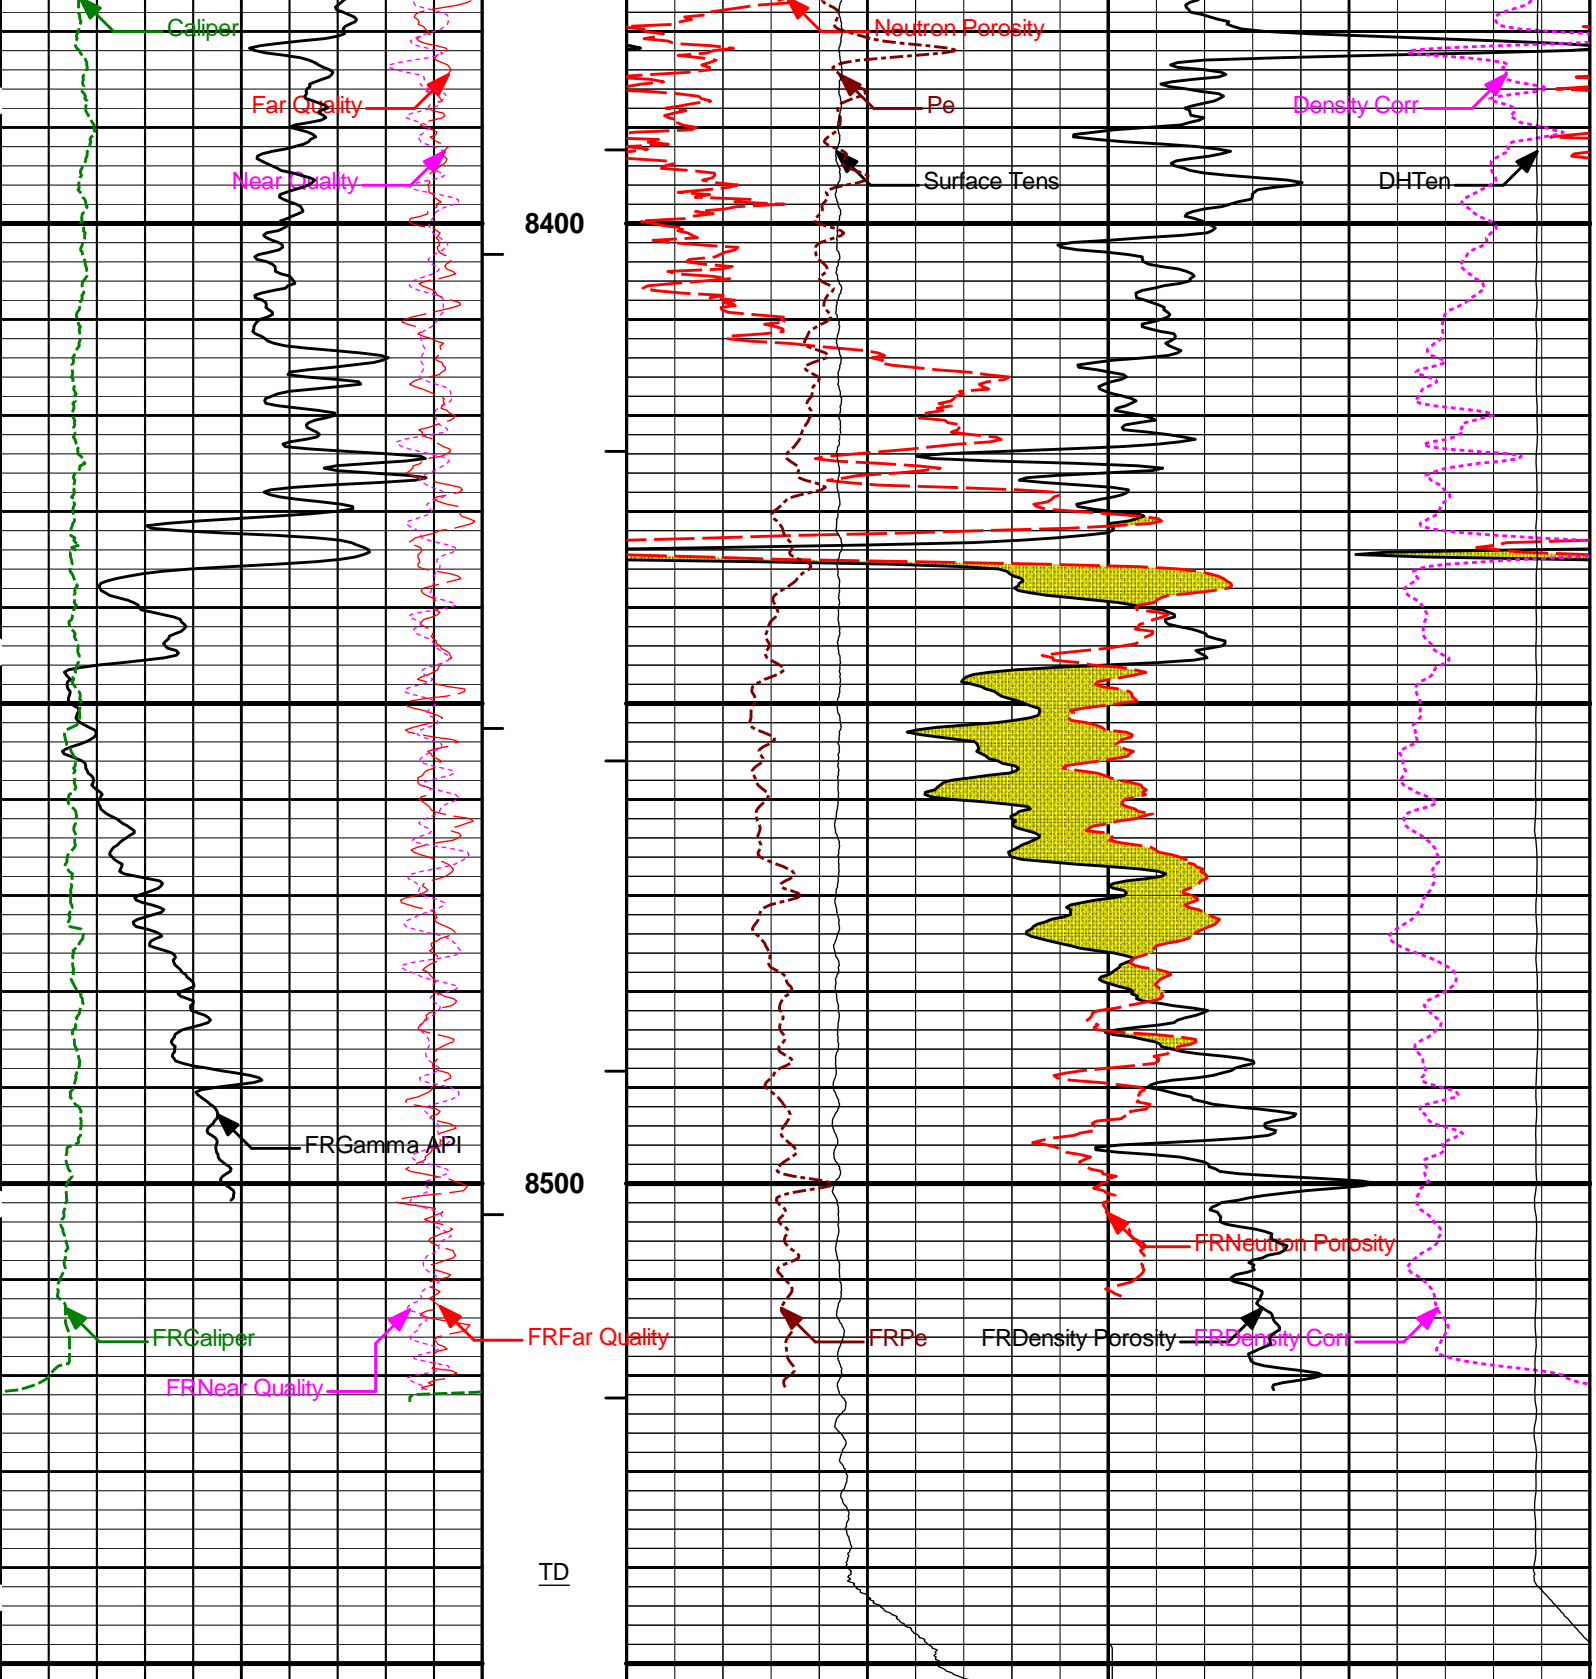 Caliper
Neutron Porosity
Far Quality
Pe
Density Corr
Near Quality
Surface Tens
DHTen
8400
FRGamma API
8500
FRNeutron Porosity
FRCaliper
FRFar Quality
FRPe
FRDensity Porosity
FRDensity Corr
FRNear Quality
TD